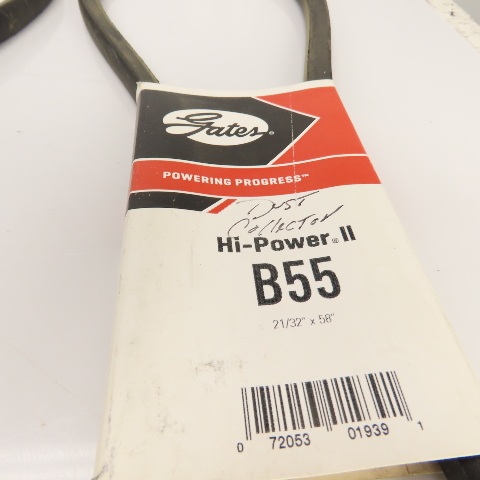 Gates®
POWERING PROGRESS™
Dust
Collector
Hi-Power® II
B55
21/32" x 58"
0 72053 01939 1